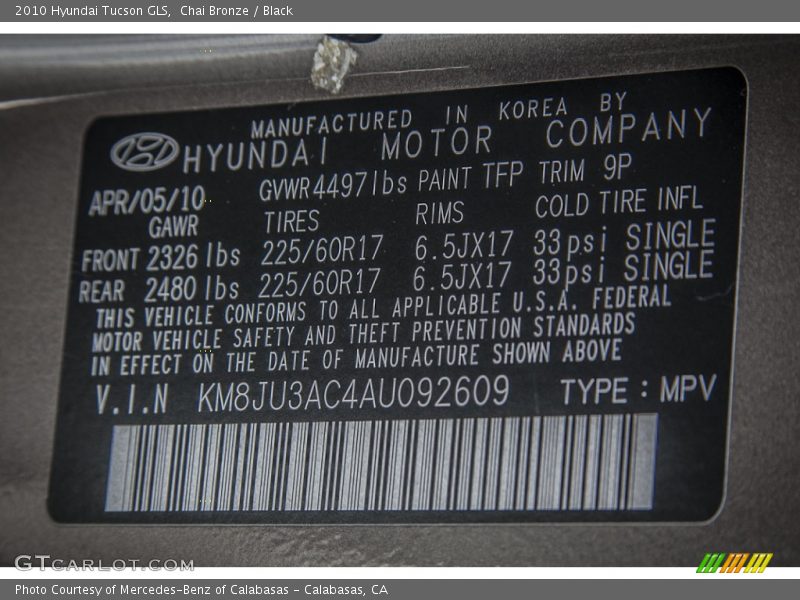 2010 Hyundai Tucson GLS, Chai Bronze / Black
MANUFACTURED IN KOREA BY
HYUNDAI MOTOR COMPANY
APR/05/10 GVWR4497lbs PAINT TFP TRIM 9P
GAWR TIRES RIMS COLD TIRE INFL
FRONT 2326 lbs 225/60R17 6.5JX17 33psi SINGLE
REAR 2480 lbs 225/60R17 6.5JX17 33psi SINGLE
THIS VEHICLE CONFORMS TO ALL APPLICABLE U.S.A. FEDERAL
MOTOR VEHICLE SAFETY AND THEFT PREVENTION STANDARDS
IN EFFECT ON THE DATE OF MANUFACTURE SHOWN ABOVE
V.I.N KM8JU3AC4AU092609 TYPE : MPV
GTCARLOT.COM
Photo Courtesy of Mercedes-Benz of Calabasas - Calabasas, CA